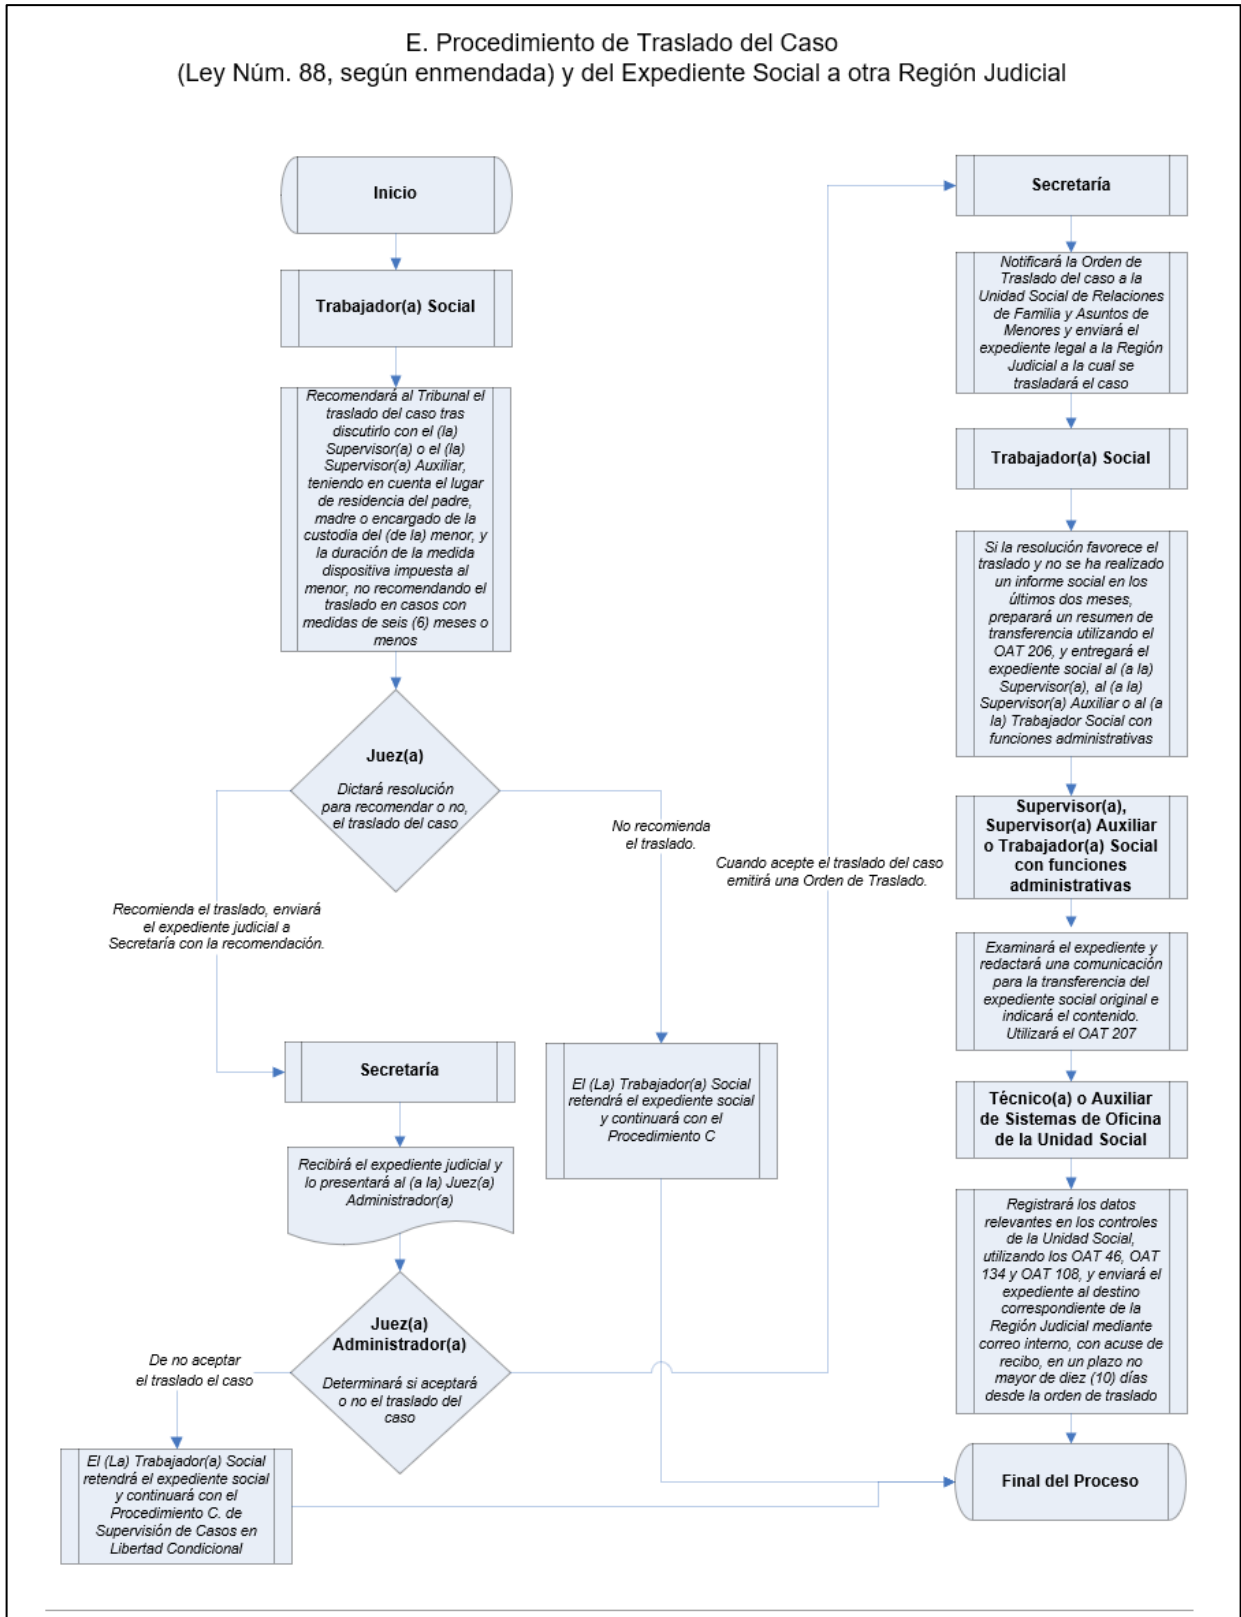 E. Procedimiento de Traslado del Caso
(Ley Núm. 88, según enmendada) y del Expediente Social a otra Región Judicial
Inicio
Trabajador(a) Social
Recomendará al Tribunal el
traslado del caso tras
discutirlo con el (la)
Supervisor(a) o el (la)
Supervisor(a) Auxiliar,
teniendo en cuenta el lugar
de residencia del padre,
madre o encargado de la
custodia del (de la) menor, y
la duración de la medida
dispositiva impuesta al
menor, no recomendando el
traslado en casos con
medidas de seis (6) meses o
menos
Juez(a)
Dictará resolución
para recomendar o no,
el traslado del caso
No recomienda
el traslado.
Recomienda el traslado, enviará
el expediente judicial a
Secretaría con la recomendación.
Secretaría
Recibirá el expediente judicial y
lo presentará al (a la) Juez(a)
Administrador(a)
El (La) Trabajador(a) Social
retendrá el expediente social
y continuará con el
Procedimiento C
Juez(a)
Administrador(a)
Determinará si aceptará
o no el traslado del
caso
De no aceptar
el traslado el caso
El (La) Trabajador(a) Social
retendrá el expediente social
y continuará con el
Procedimiento C. de
Supervisión de Casos en
Libertad Condicional
Cuando acepte el traslado del caso
emitirá una Orden de Traslado.
Secretaría
Notificará la Orden de
Traslado del caso a la
Unidad Social de Relaciones
de Familia y Asuntos de
Menores y enviará el
expediente legal a la Región
Judicial a la cual se
trasladará el caso
Trabajador(a) Social
Si la resolución favorece el
traslado y no se ha realizado
un informe social en los
últimos dos meses,
preparará un resumen de
transferencia utilizando el
OAT 206, y entregará el
expediente social al (a la)
Supervisor(a), al (a la)
Supervisor(a) Auxiliar o al (a
la) Trabajador Social con
funciones administrativas
Supervisor(a),
Supervisor(a) Auxiliar
o Trabajador(a) Social
con funciones
administrativas
Examinará el expediente y
redactará una comunicación
para la transferencia del
expediente social original e
indicará el contenido.
Utilizará el OAT 207
Técnico(a) o Auxiliar
de Sistemas de Oficina
de la Unidad Social
Registrará los datos
relevantes en los controles
de la Unidad Social,
utilizando los OAT 46, OAT
134 y OAT 108, y enviará el
expediente al destino
correspondiente de la
Región Judicial mediante
correo interno, con acuse de
recibo, en un plazo no
mayor de diez (10) días
desde la orden de traslado
Final del Proceso